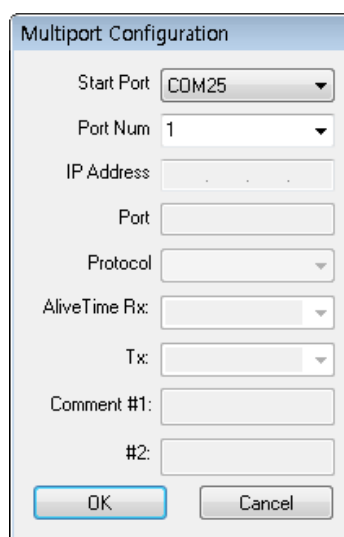 Multiport Configuration
Start Port COM25
Port Num 1
IP Address . . .
Port
Protocol
AliveTime Rx:
Tx:
Comment #1:
#2:
OK Cancel